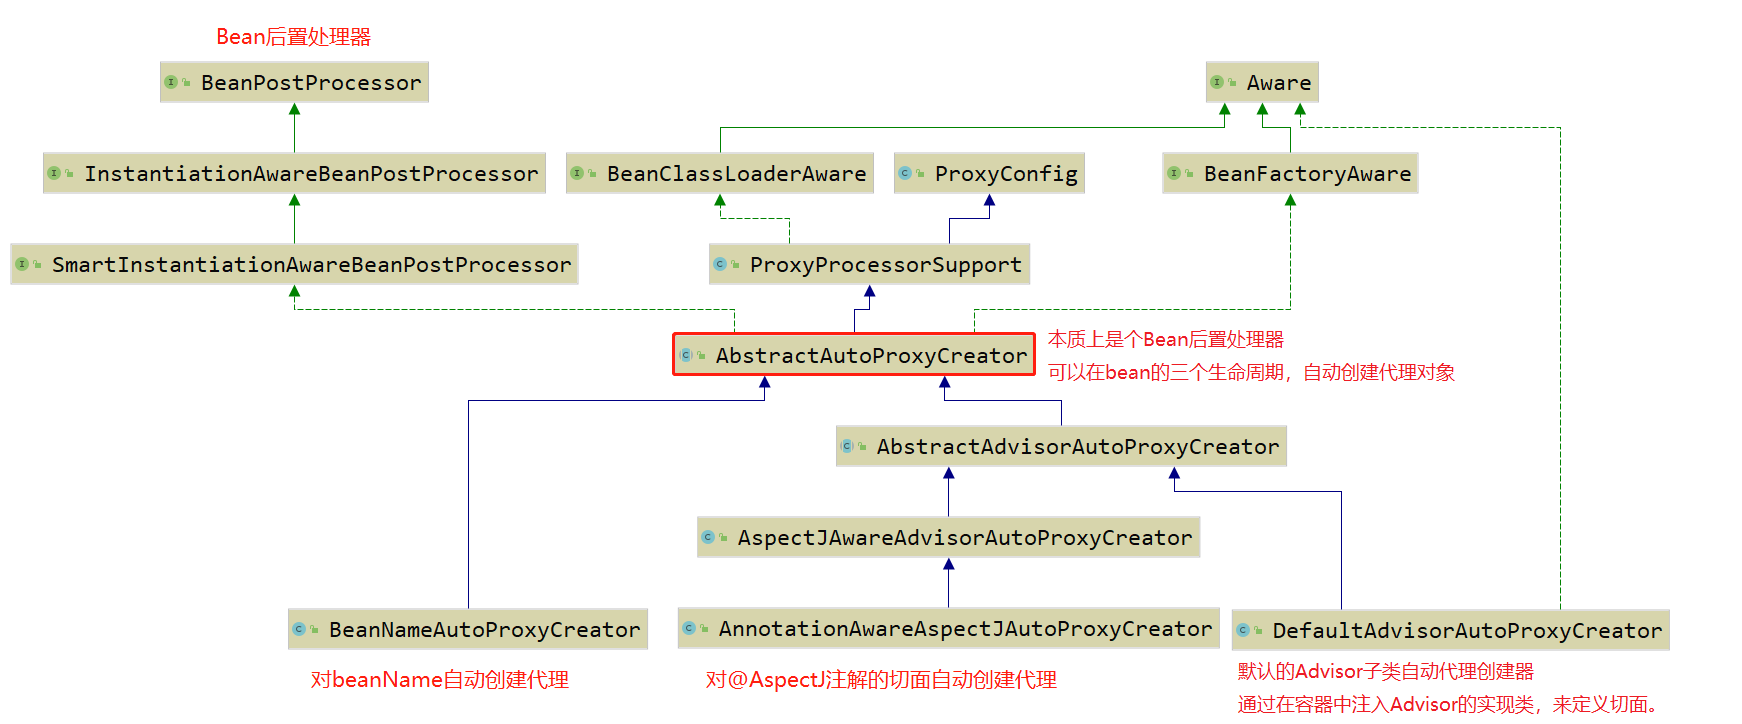 Bean后置处理器
BeanPostProcessor
Aware
InstantiationAwareBeanPostProcessor
BeanClassLoaderAware
ProxyConfig
BeanFactoryAware
SmartInstantiationAwareBeanPostProcessor
ProxyProcessorSupport
AbstractAutoProxyCreator
本质上是个Bean后置处理器
可以在bean的三个生命周期，自动创建代理对象
AbstractAdvisorAutoProxyCreator
AspectJAwareAdvisorAutoProxyCreator
BeanNameAutoProxyCreator
AnnotationAwareAspectJAutoProxyCreator
DefaultAdvisorAutoProxyCreator
对beanName自动创建代理
对@AspectJ注解的切面自动创建代理
默认的Advisor子类自动代理创建器
通过在容器中注入Advisor的实现类，来定义切面。